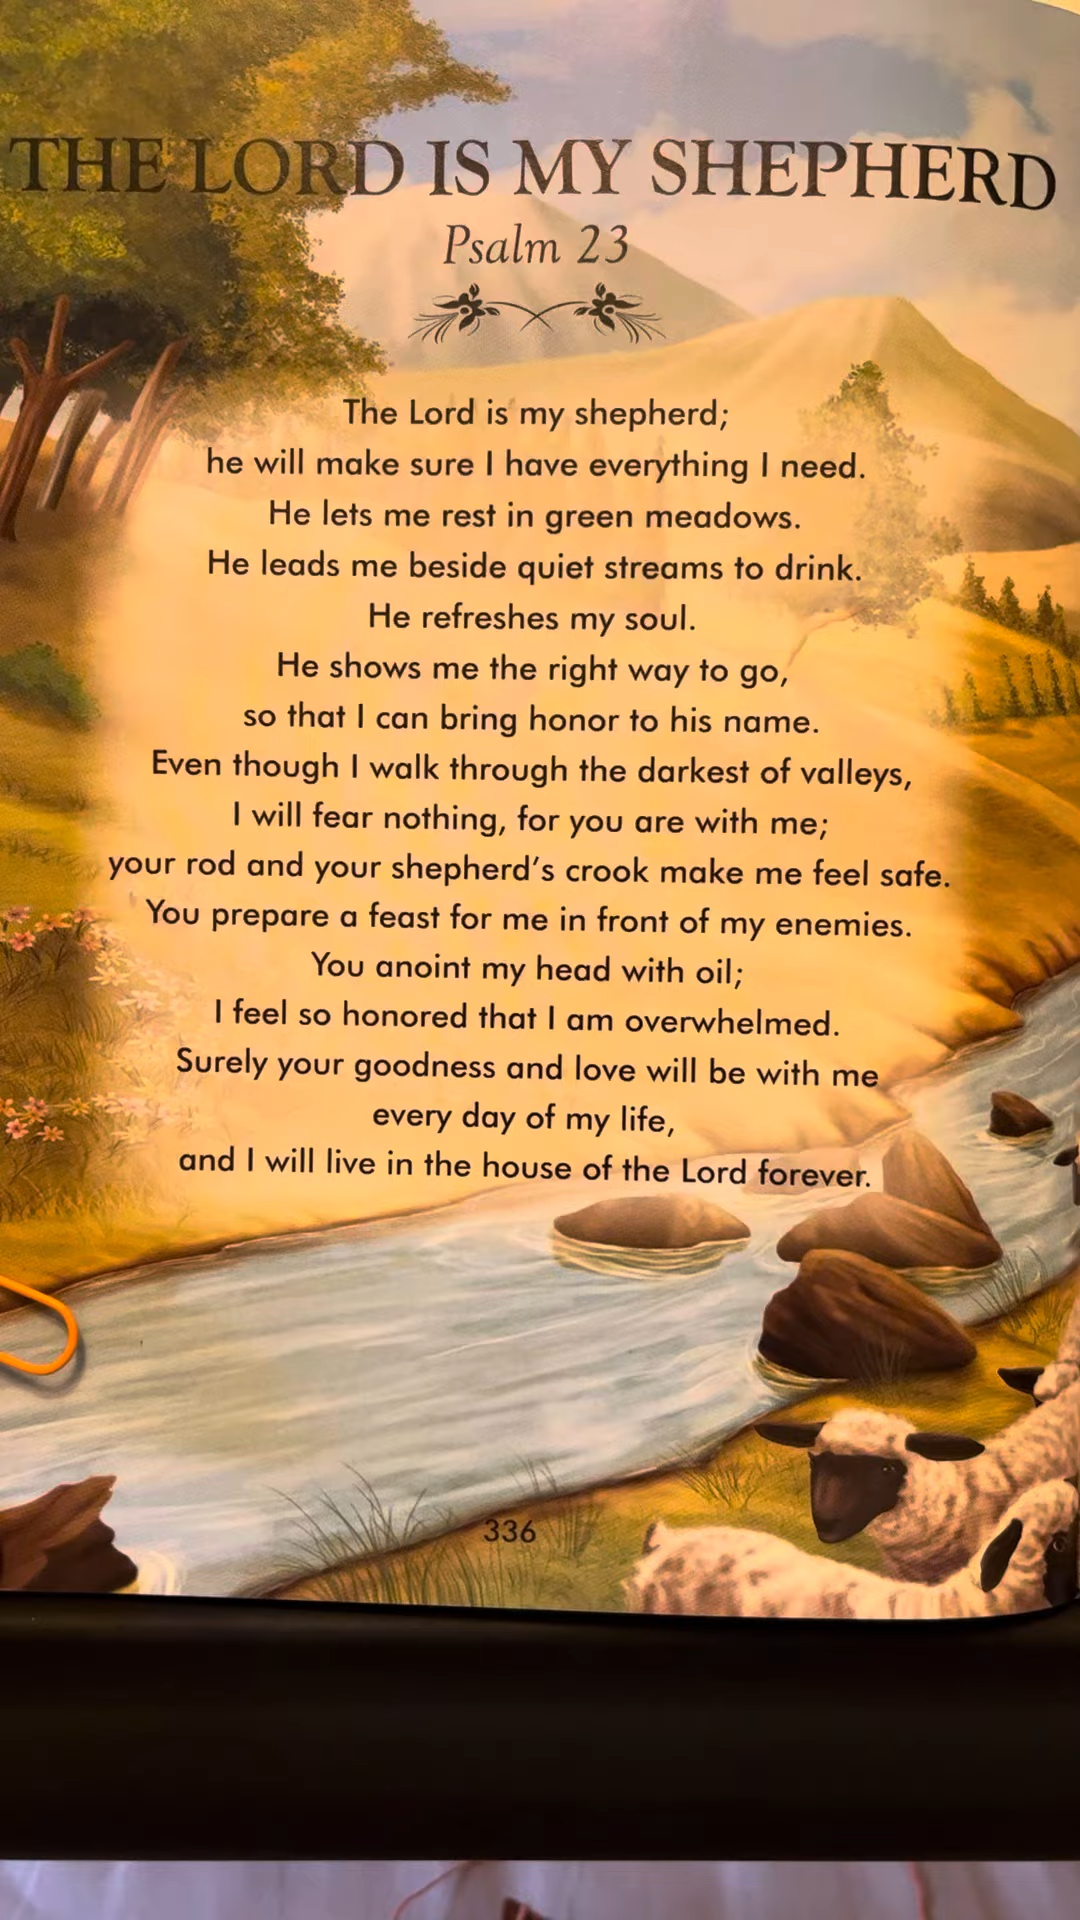 THE LORD IS MY SHEPHERD
Psalm 23
The Lord is my shepherd;
he will make sure I have everything I need.
He lets me rest in green meadows.
He leads me beside quiet streams to drink.
He refreshes my soul.
He shows me the right way to go,
so that I can bring honor to his name.
Even though I walk through the darkest of valleys,
I will fear nothing, for you are with me;
your rod and your shepherd's crook make me feel safe.
You prepare a feast for me in front of my enemies.
You anoint my head with oil;
I feel so honored that I am overwhelmed.
Surely your goodness and love will be with me
every day of my life,
and I will live in the house of the Lord forever.
336